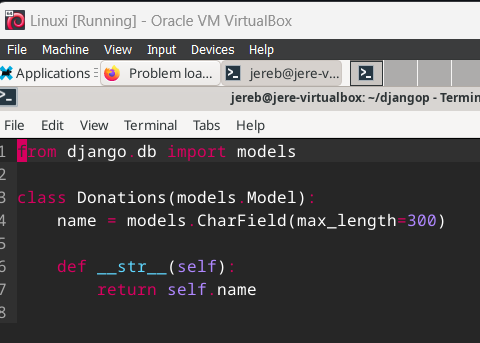 Linuxi [Running] - Oracle VM VirtualBox
File Machine View Input Devices Help
Applications Problem loa... jereb@jere-v...
jereb@jere-virtualbox: ~/djangop - Termin
File Edit View Terminal Tabs Help
1 from django.db import models
2
3 class Donations(models.Model):
4     name = models.CharField(max_length=300)
5
6     def __str__(self):
7         return self.name
8